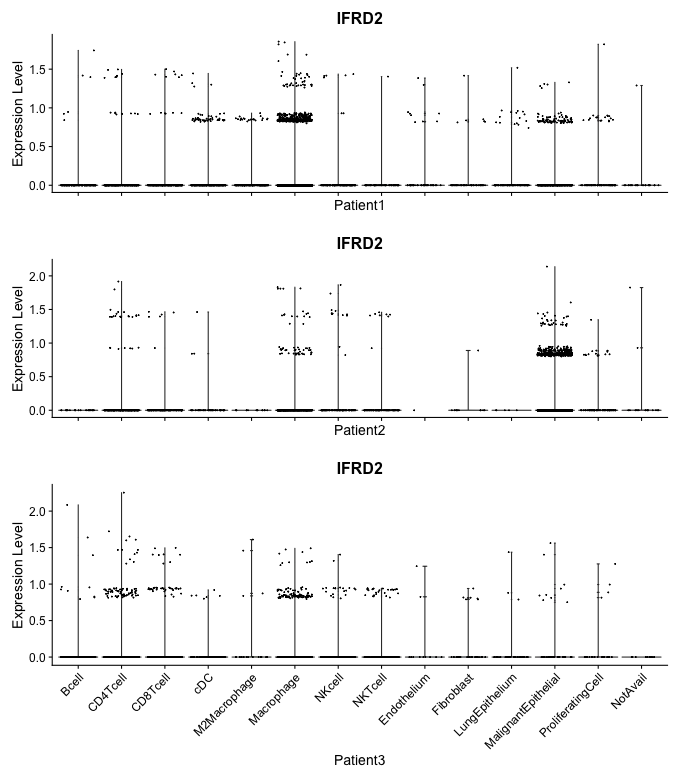 IFRD2
Expression Level
1.5
1.0
0.5
0.0
Patient1
IFRD2
Expression Level
2.0
1.5
1.0
0.5
0.0
Patient2
IFRD2
Expression Level
2.0
1.5
1.0
0.5
0.0
Bcell
CD4Tcell
CD8Tcell
cDC
M2Macrophage
Macrophage
NKcell
NKTcell
Endothelium
Fibroblast
LungEpithelium
MalignantEpithelial
ProliferatingCell
NotAvail
Patient3